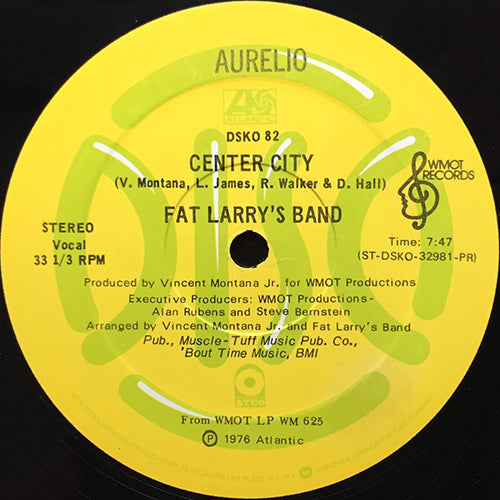 AURELIO
ATLANTIC
DSKO 82
CENTER CITY
(V. Montana, L. James, R. Walker & D. Hall)
FAT LARRY'S BAND
WMOT
RECORDS
STEREO
Vocal
33 1/3 RPM
Time: 7:47
(ST-DSKO-32981-PR)
DISCO
Produced by Vincent Montana Jr. for WMOT Productions
Executive Producers: WMOT Productions-
Alan Rubens and Steve Bernstein
Arranged by Vincent Montana Jr. and Fat Larry's Band
Pub., Muscle-Tuff Music Pub. Co.,
'Bout Time Music, BMI
ATCO
From WMOT LP WM 625
Ⓟ 1976 Atlantic